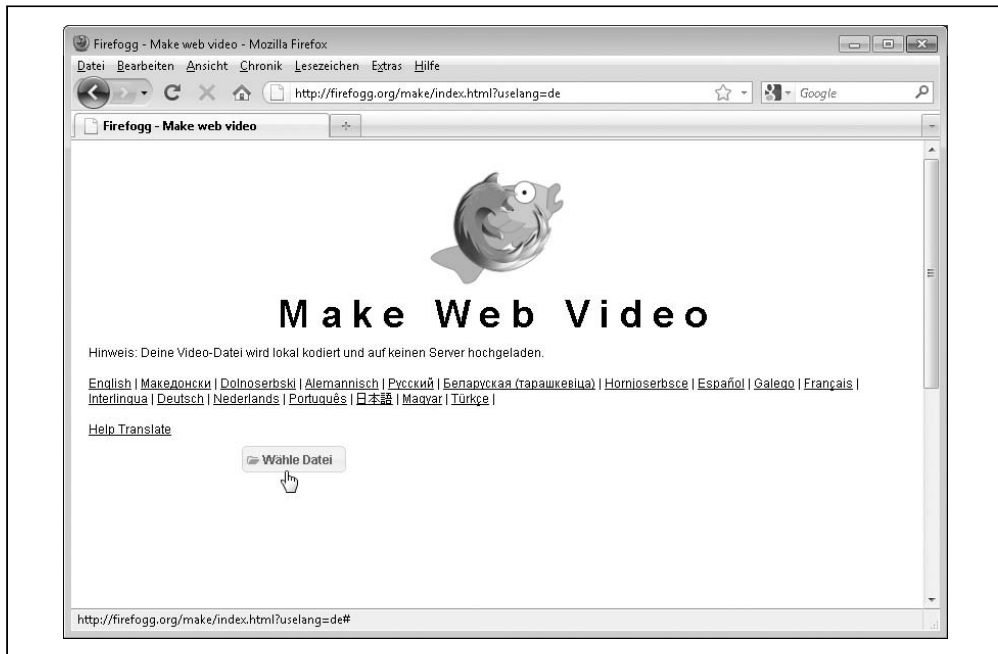 Firefogg - Make web video - Mozilla Firefox
Datei Bearbeiten Ansicht Chronik Lesezeichen Extras Hilfe
http://firefogg.org/make/index.html?uselang=de
Google
Firefogg - Make web video
Make Web Video
Hinweis: Deine Video-Datei wird lokal kodiert und auf keinen Server hochgeladen.
English | Македонски | Dolnoserbski | Alemannisch | Русский | Беларуская (тарашкевіца) | Hornjoserbsce | Español | Galego | Français |
Interlingua | Deutsch | Nederlands | Português | 日本語 | Magyar | Türkçe |
Help Translate
Wähle Datei
http://firefogg.org/make/index.html?uselang=de#